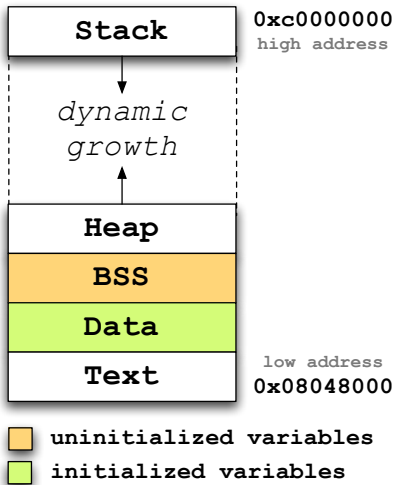 Stack
0xc0000000
high address
dynamic
growth
Heap
BSS
Data
Text
low address
0x08048000
uninitialized variables
initialized variables